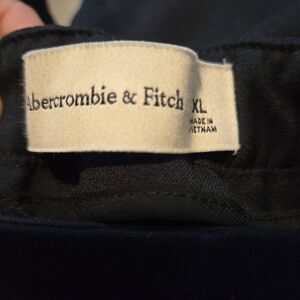 Abercrombie & Fitch XL
MADE IN
VIETNAM